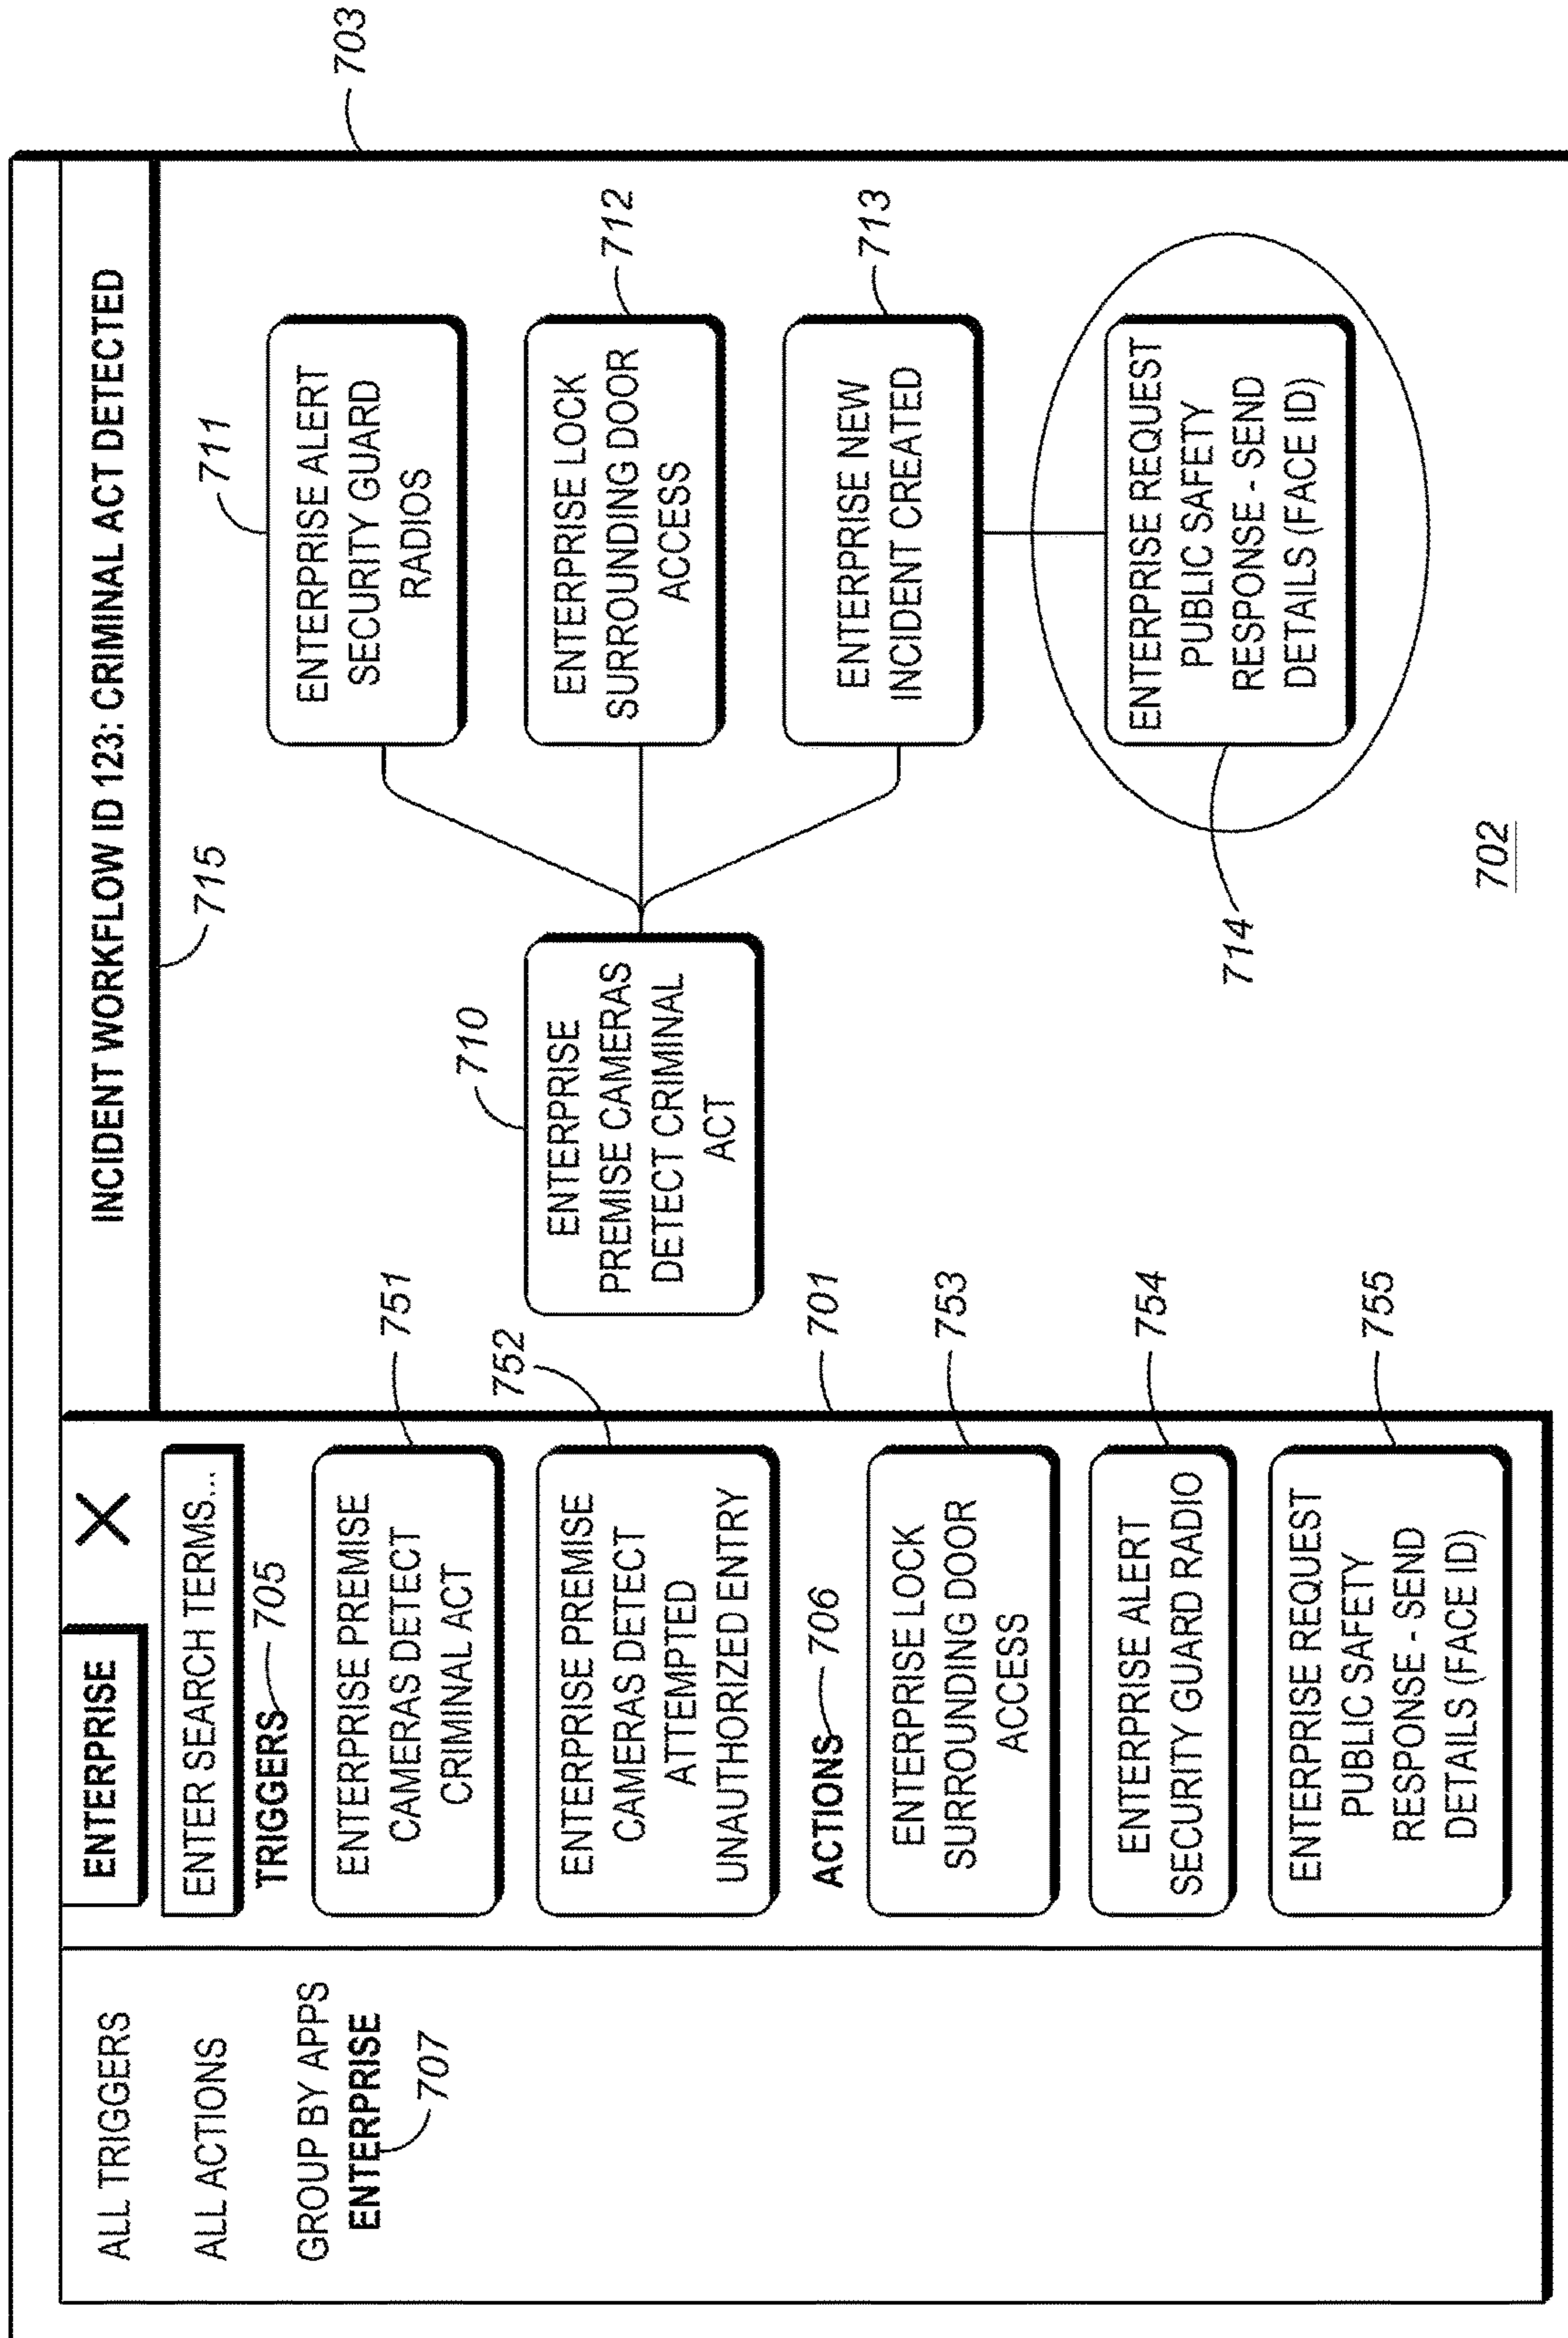 ALL TRIGGERS
ALL ACTIONS
GROUP BY APPS
ENTERPRISE
707
ENTERPRISE
X
ENTER SEARCH TERMS...
TRIGGERS
705
ENTERPRISE PREMISE
CAMERAS DETECT
CRIMINAL ACT
751
ENTERPRISE PREMISE
CAMERAS DETECT
ATTEMPTED
UNAUTHORIZED ENTRY
752
ACTIONS
706
701
ENTERPRISE LOCK
SURROUNDING DOOR
ACCESS
753
ENTERPRISE ALERT
SECURITY GUARD RADIO
754
ENTERPRISE REQUEST
PUBLIC SAFETY
RESPONSE - SEND
DETAILS (FACE ID)
755
INCIDENT WORKFLOW ID 123: CRIMINAL ACT DETECTED
715
703
710
ENTERPRISE
PREMISE CAMERAS
DETECT CRIMINAL
ACT
711
ENTERPRISE ALERT
SECURITY GUARD
RADIOS
712
ENTERPRISE LOCK
SURROUNDING DOOR
ACCESS
713
ENTERPRISE NEW
INCIDENT CREATED
714
ENTERPRISE REQUEST
PUBLIC SAFETY
RESPONSE - SEND
DETAILS (FACE ID)
702